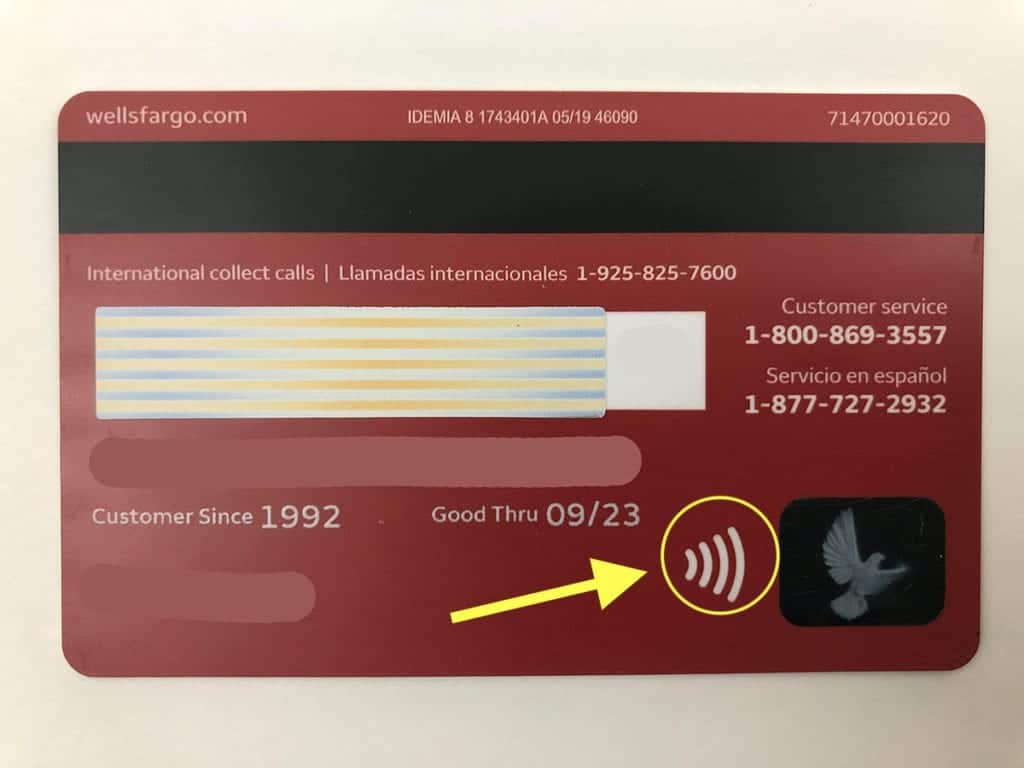 wellsfargo.com IDEMIA 8 1743401A 05/19 46090 71470001620
International collect calls | Llamadas internacionales 1-925-825-7600
Customer service
1-800-869-3557
Servicio en español
1-877-727-2932
Customer Since 1992 Good Thru 09/23